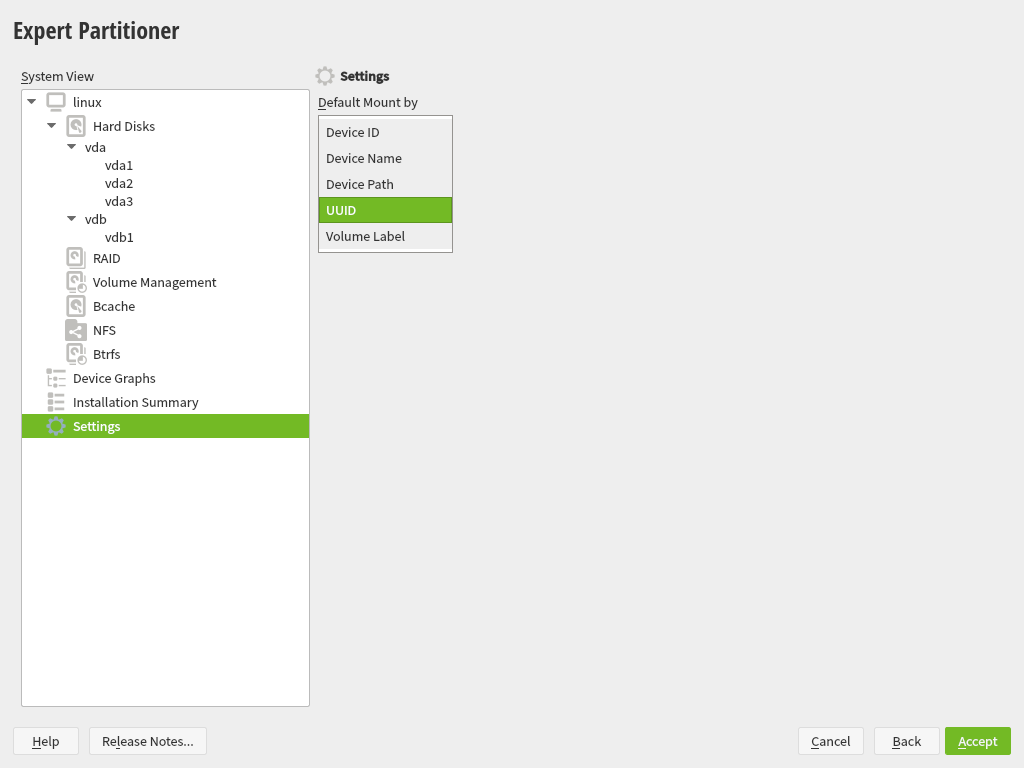 Expert Partitioner
System View
linux
Hard Disks
vda
vda1
vda2
vda3
vdb
vdb1
RAID
Volume Management
Bcache
NFS
Btrfs
Device Graphs
Installation Summary
Settings
Settings
Default Mount by
Device ID
Device Name
Device Path
UUID
Volume Label
Help
Release Notes...
Cancel
Back
Accept